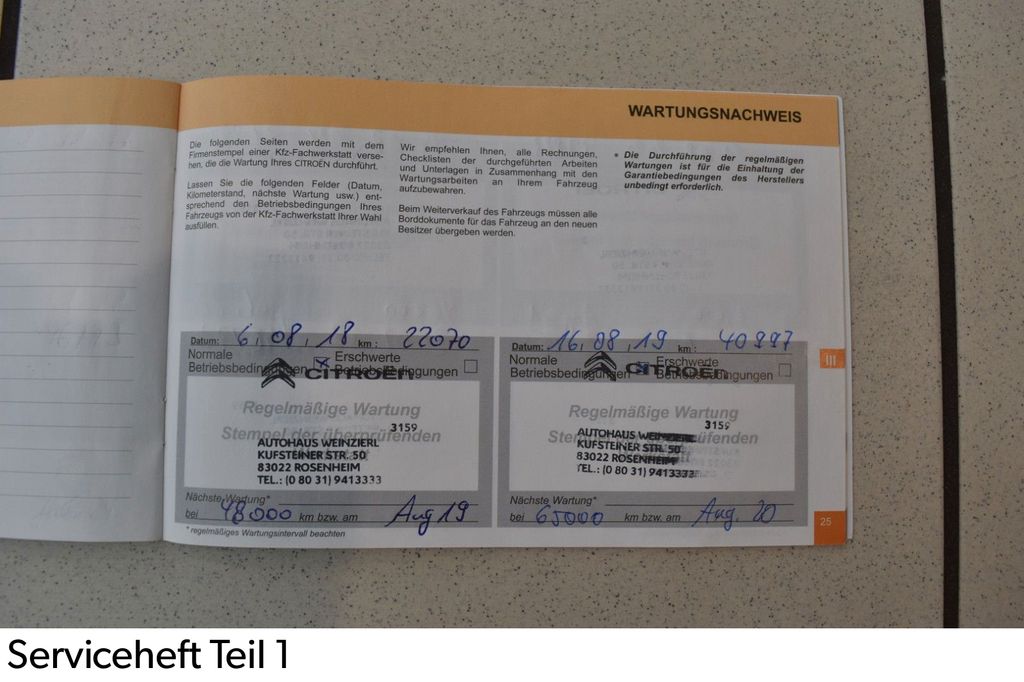 WARTUNGSNACHWEIS
Die folgenden Seiten werden mit dem
Firmenstempel einer Kfz-Fachwerkstatt verse-
hen, die die Wartung Ihres CITROËN durchführt.
Lassen Sie die folgenden Felder (Datum,
Kilometerstand, nächste Wartung usw.) ent-
sprechend den Betriebsbedingungen Ihres
Fahrzeugs von der Kfz-Fachwerkstatt Ihrer Wahl
ausfüllen.
Wir empfehlen Ihnen, alle Rechnungen,
Checklisten der durchgeführten Arbeiten
und Unterlagen in Zusammenhang mit den
Wartungsarbeiten an Ihrem Fahrzeug
aufzubewahren.
Beim Weiterverkauf des Fahrzeugs müssen alle
Borddokumente für das Fahrzeug an den neuen
Besitzer übergeben werden.
• Die Durchführung der regelmäßigen
Wartungen ist für die Einhaltung der
Garantiebedingungen des Herstellers
unbedingt erforderlich.
Datum: 6,08,18 km: 22070
Normale Erschwerte
Betriebsbedingungen Betriebsbedingungen
CITROËN
Regelmäßige Wartung
3159
Stempel der überprüfenden
AUTOHAUS WEINZIERL
KUFSTEINER STR. 50
83022 ROSENHEIM
TEL.: (0 80 31) 9413333
Nächste Wartung*
bei 48000 km bzw. am Aug 19
* regelmäßiges Wartungsintervall beachten
Datum: 16,08,19 km: 40997
Normale Erschwerte
Betriebsbedingungen Betriebsbedingungen
CITROËN
Regelmäßige Wartung
3159
Stempel der überprüfenden
AUTOHAUS WEINZIERL
KUFSTEINER STR. 50
83022 ROSENHEIM
TEL.: (0 80 31) 9413333
Nächste Wartung*
bei 65000 km bzw. am Aug. 20
III
25
Serviceheft Teil 1